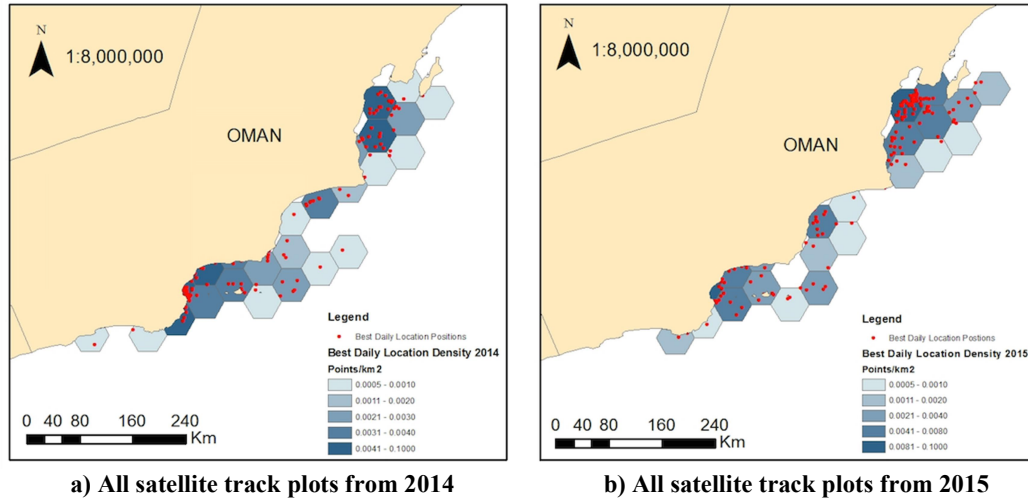 N
1:8,000,000
OMAN
Legend
Best Daily Location Positions
Best Daily Location Density 2014
Points/km2
0.0005 - 0.0010
0.0011 - 0.0020
0.0021 - 0.0030
0.0031 - 0.0040
0.0041 - 0.1000
0 40 80 160 240
Km
a) All satellite track plots from 2014
N
1:8,000,000
OMAN
Legend
Best Daily Location Positions
Best Daily Location Density 2015
Points/km2
0.0005 - 0.0010
0.0011 - 0.0020
0.0021 - 0.0040
0.0041 - 0.0080
0.0081 - 0.1000
0 40 80 160 240
Km
b) All satellite track plots from 2015